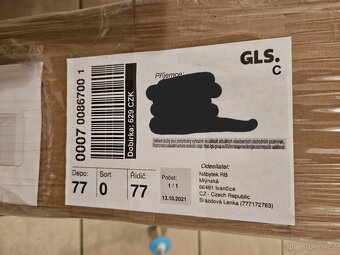 GLS.
C
Příjemce:
0007 0086700 1
Dobírka: 629 CZK
Depo:
77
Sort
0
Řidič:
77
Počet:
1 / 1
13.10.2021
Odesílatel:
Nábytek RB
Mlýnská
66491 Ivančice
CZ - Czech Republic
Brázdová Lenka (777172763)